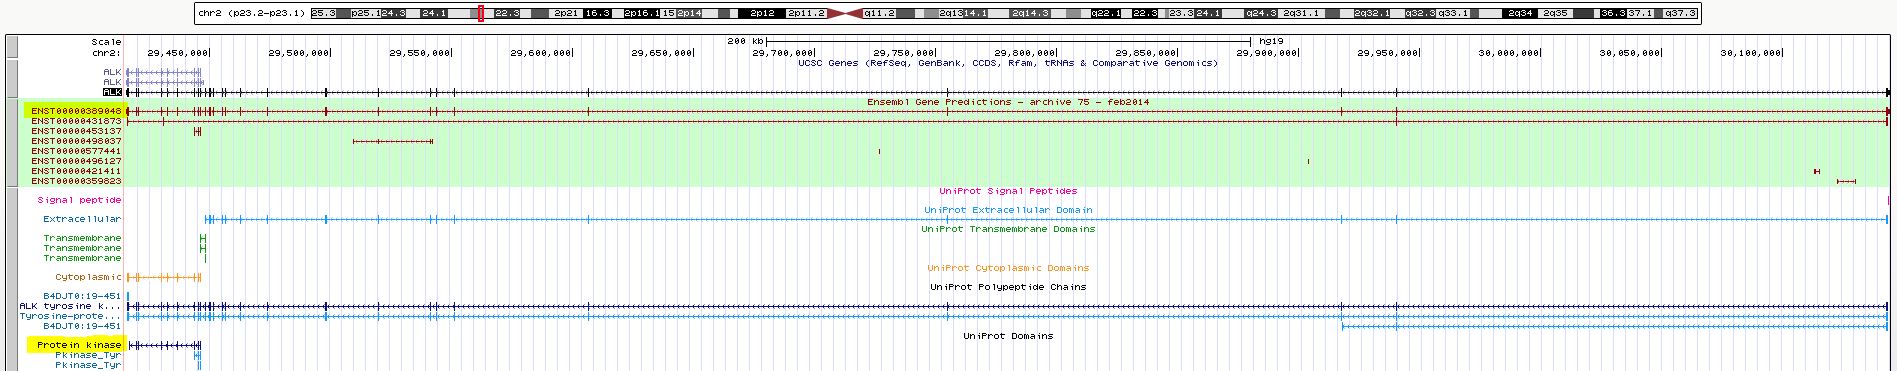 chr2 (p23.2-p23.1) 25.3 p25.1 24.3 24.1 22.3 2p21 16.3 2p16.1 15 2p14 2p12 2p11.2 q11.2 2q13 14.1 2q14.3 q22.1 22.3 23.3 24.1 q24.3 2q31.1 2q32.1 q32.3 q33.1 2q34 2q35 36.3 37.1 q37.3
Scale 200 kb hg19
chr2: 29,450,000 29,500,000 29,550,000 29,600,000 29,650,000 29,700,000 29,750,000 29,800,000 29,850,000 29,900,000 29,950,000 30,000,000 30,050,000 30,100,000
UCSC Genes (RefSeq, GenBank, CCDS, Rfam, tRNAs & Comparative Genomics)
ALK
ALK
ALK
Ensembl Gene Predictions - archive 75 - feb2014
ENST00000389048
ENST00000431873
ENST00000453137
ENST00000498037
ENST00000577441
ENST00000496127
ENST00000421411
ENST00000359823
UniProt Signal Peptides
Signal peptide
UniProt Extracellular Domain
Extracellular
UniProt Transmembrane Domains
Transmembrane
Transmembrane
Transmembrane
UniProt Cytoplasmic Domains
Cytoplasmic
UniProt Polypeptide Chains
B4DJT0:19-451
ALK tyrosine k...
Tyrosine-prote...
B4DJT0:19-451
UniProt Domains
Protein kinase
Pkinase_Tyr
Pkinase_Tyr